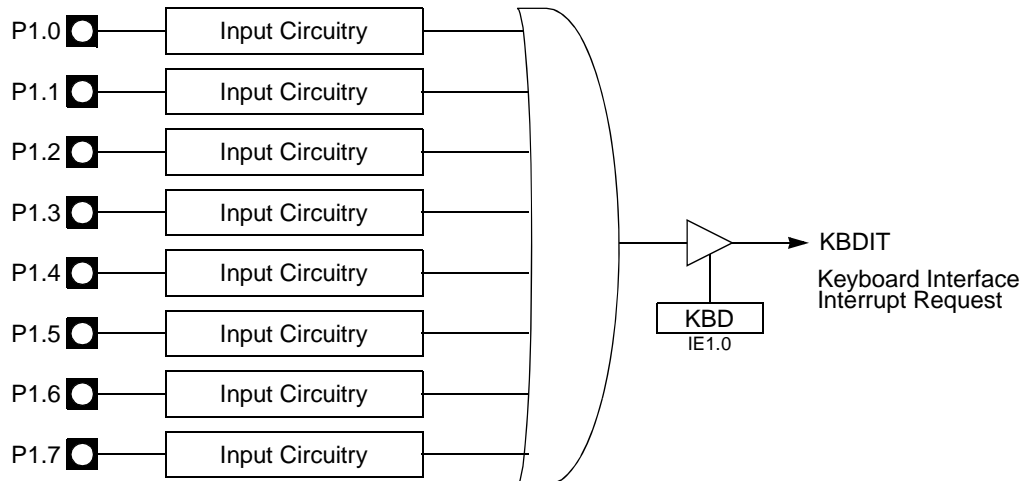 P1.0 Input Circuitry
P1.1 Input Circuitry
P1.2 Input Circuitry
P1.3 Input Circuitry
P1.4 Input Circuitry
P1.5 Input Circuitry
P1.6 Input Circuitry
P1.7 Input Circuitry
KBDIT
Keyboard Interface
Interrupt Request
KBD
IE1.0